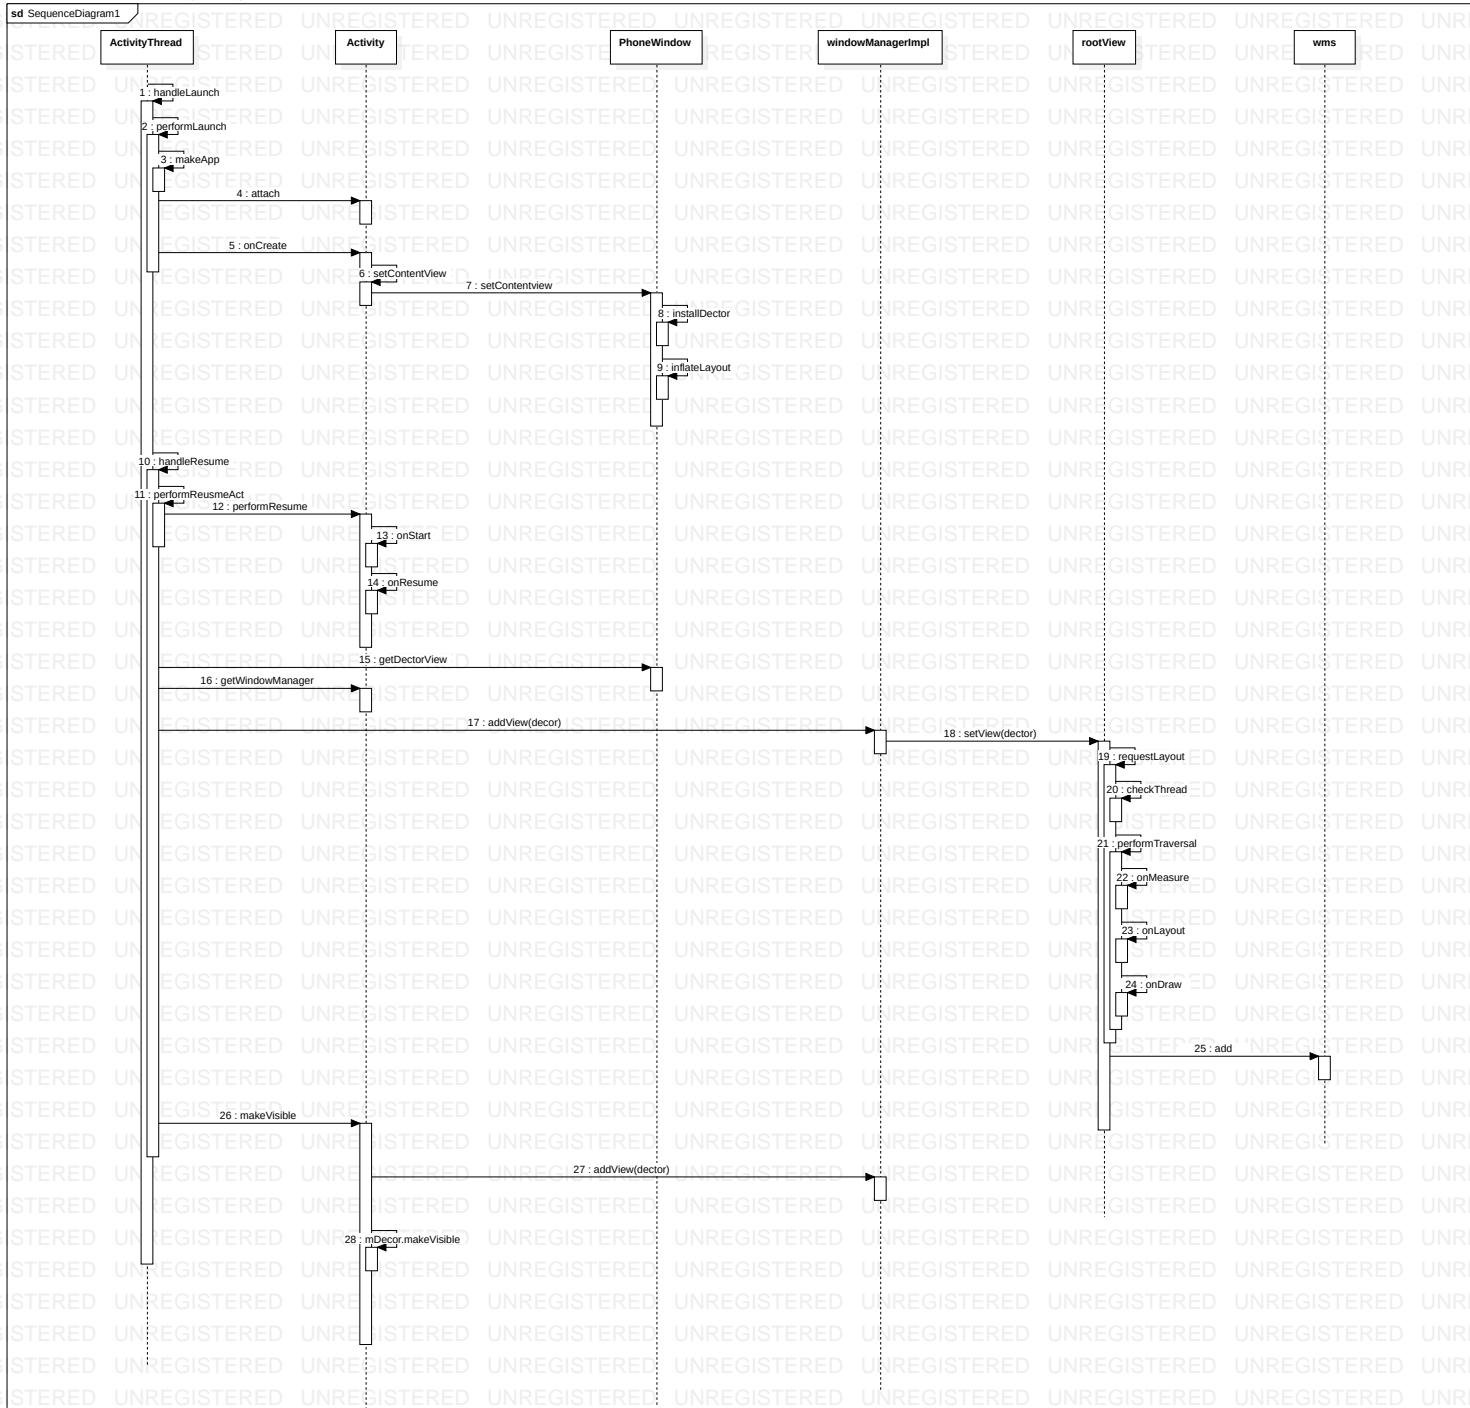 sd SequenceDiagram1
ActivityThread
Activity
PhoneWindow
windowManagerImpl
rootView
wms
1 : handleLaunch
2 : performLaunch
3 : makeApp
4 : attach
5 : onCreate
6 : setContentView
7 : setContentview
8 : installDector
9 : inflateLayout
10 : handleResume
11 : performReusmeAct
12 : performResume
13 : onStart
14 : onResume
15 : getDectorView
16 : getWindowManager
17 : addView(decor)
18 : setView(dector)
19 : requestLayout
20 : checkThread
21 : performTraversal
22 : onMeasure
23 : onLayout
24 : onDraw
25 : add
26 : makeVisible
27 : addView(dector)
28 : mDecor.makeVisible
UNREGISTERED